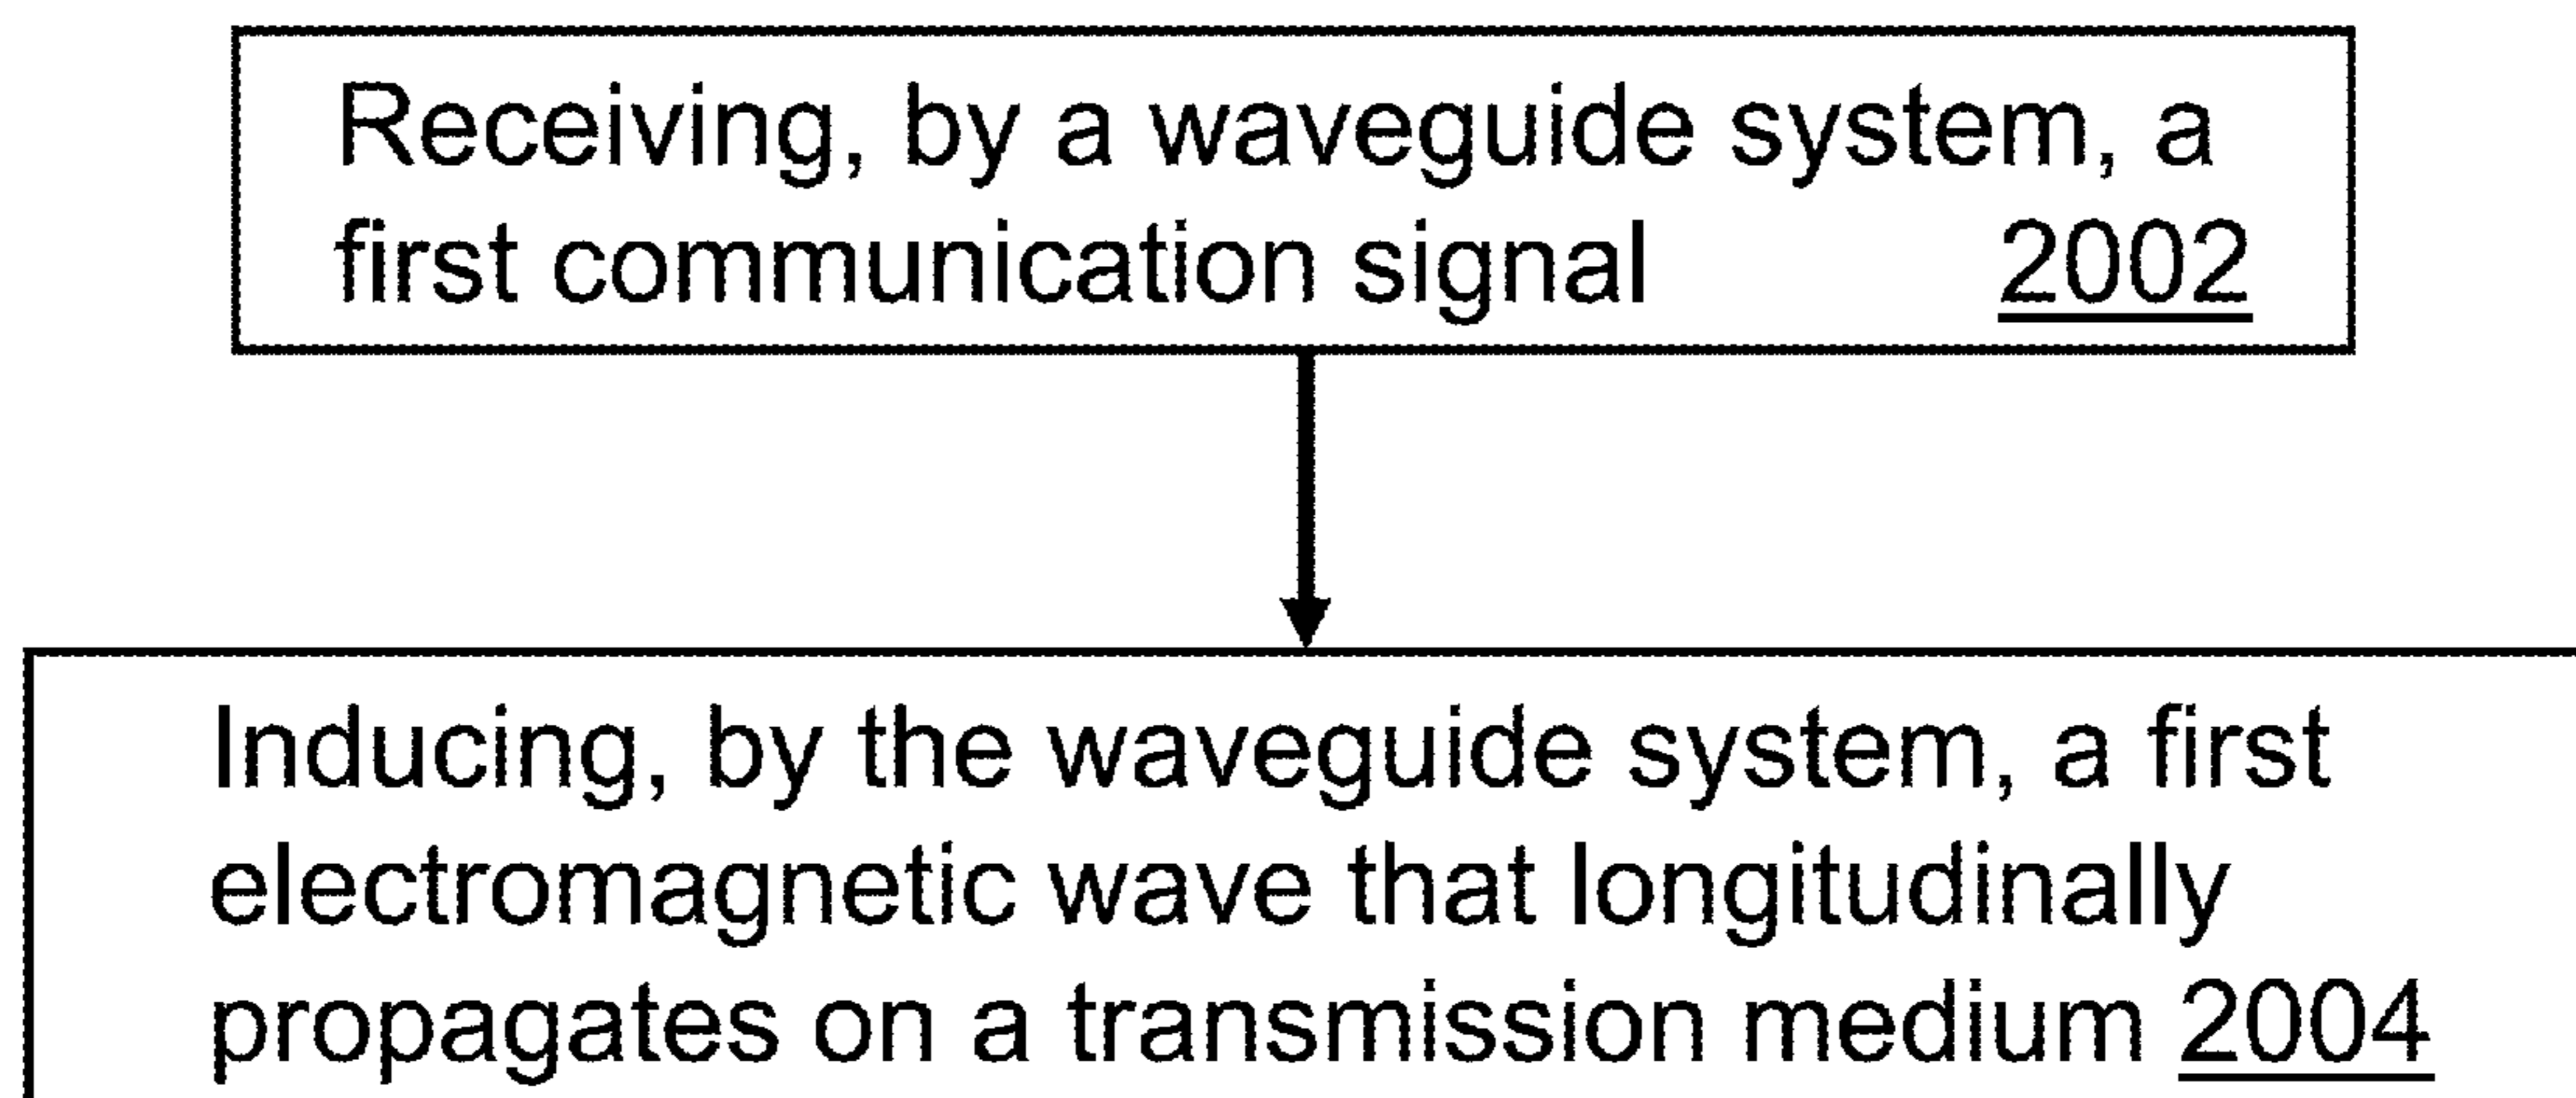 Receiving, by a waveguide system, a
first communication signal 2002
Inducing, by the waveguide system, a first
electromagnetic wave that longitudinally
propagates on a transmission medium 2004